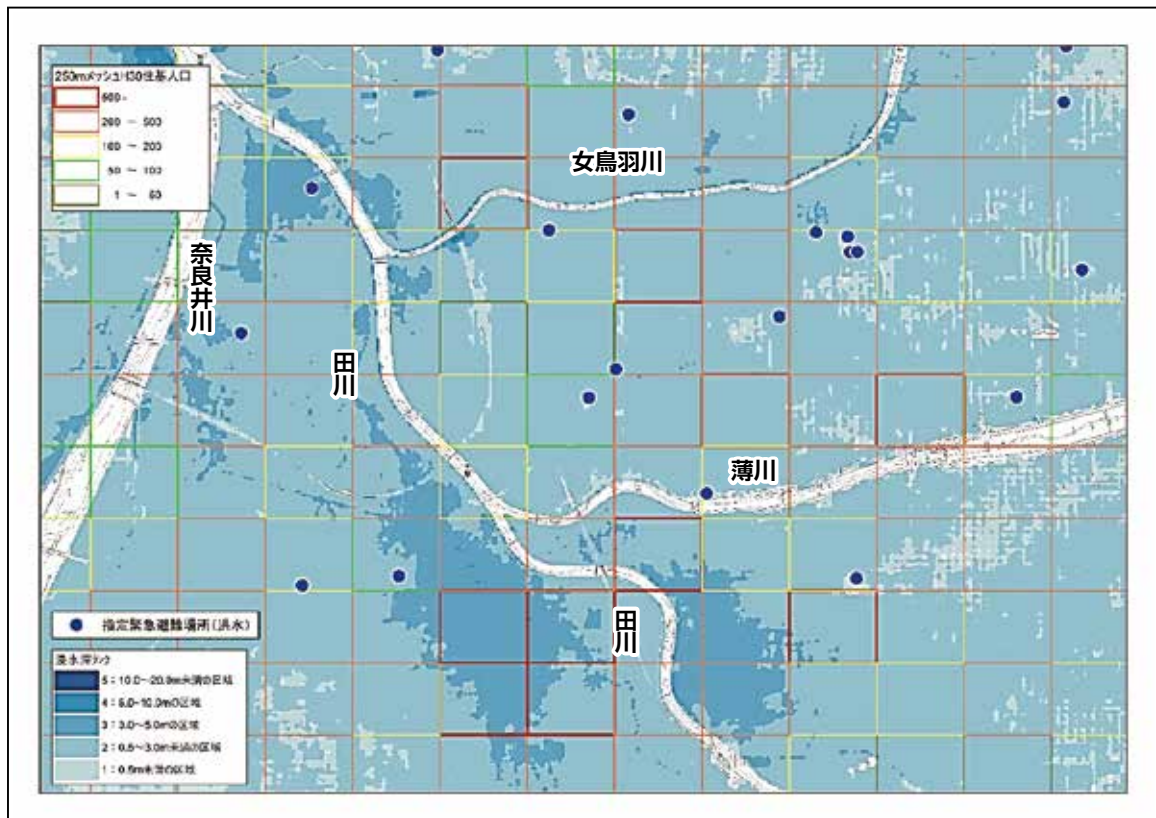 250mメッシュH30住基人口
200 ～ 500
100 ～ 200
50 ～ 100
女鳥羽川
奈良井川
田川
薄川
田川
指定緊急避難場所(洪水)
浸水深ランク
5：10.0～20.0m未満の区域
4：5.0～10.0mの区域
3：3.0～5.0mの区域
2：0.5～3.0m未満の区域
1：0.5m未満の区域